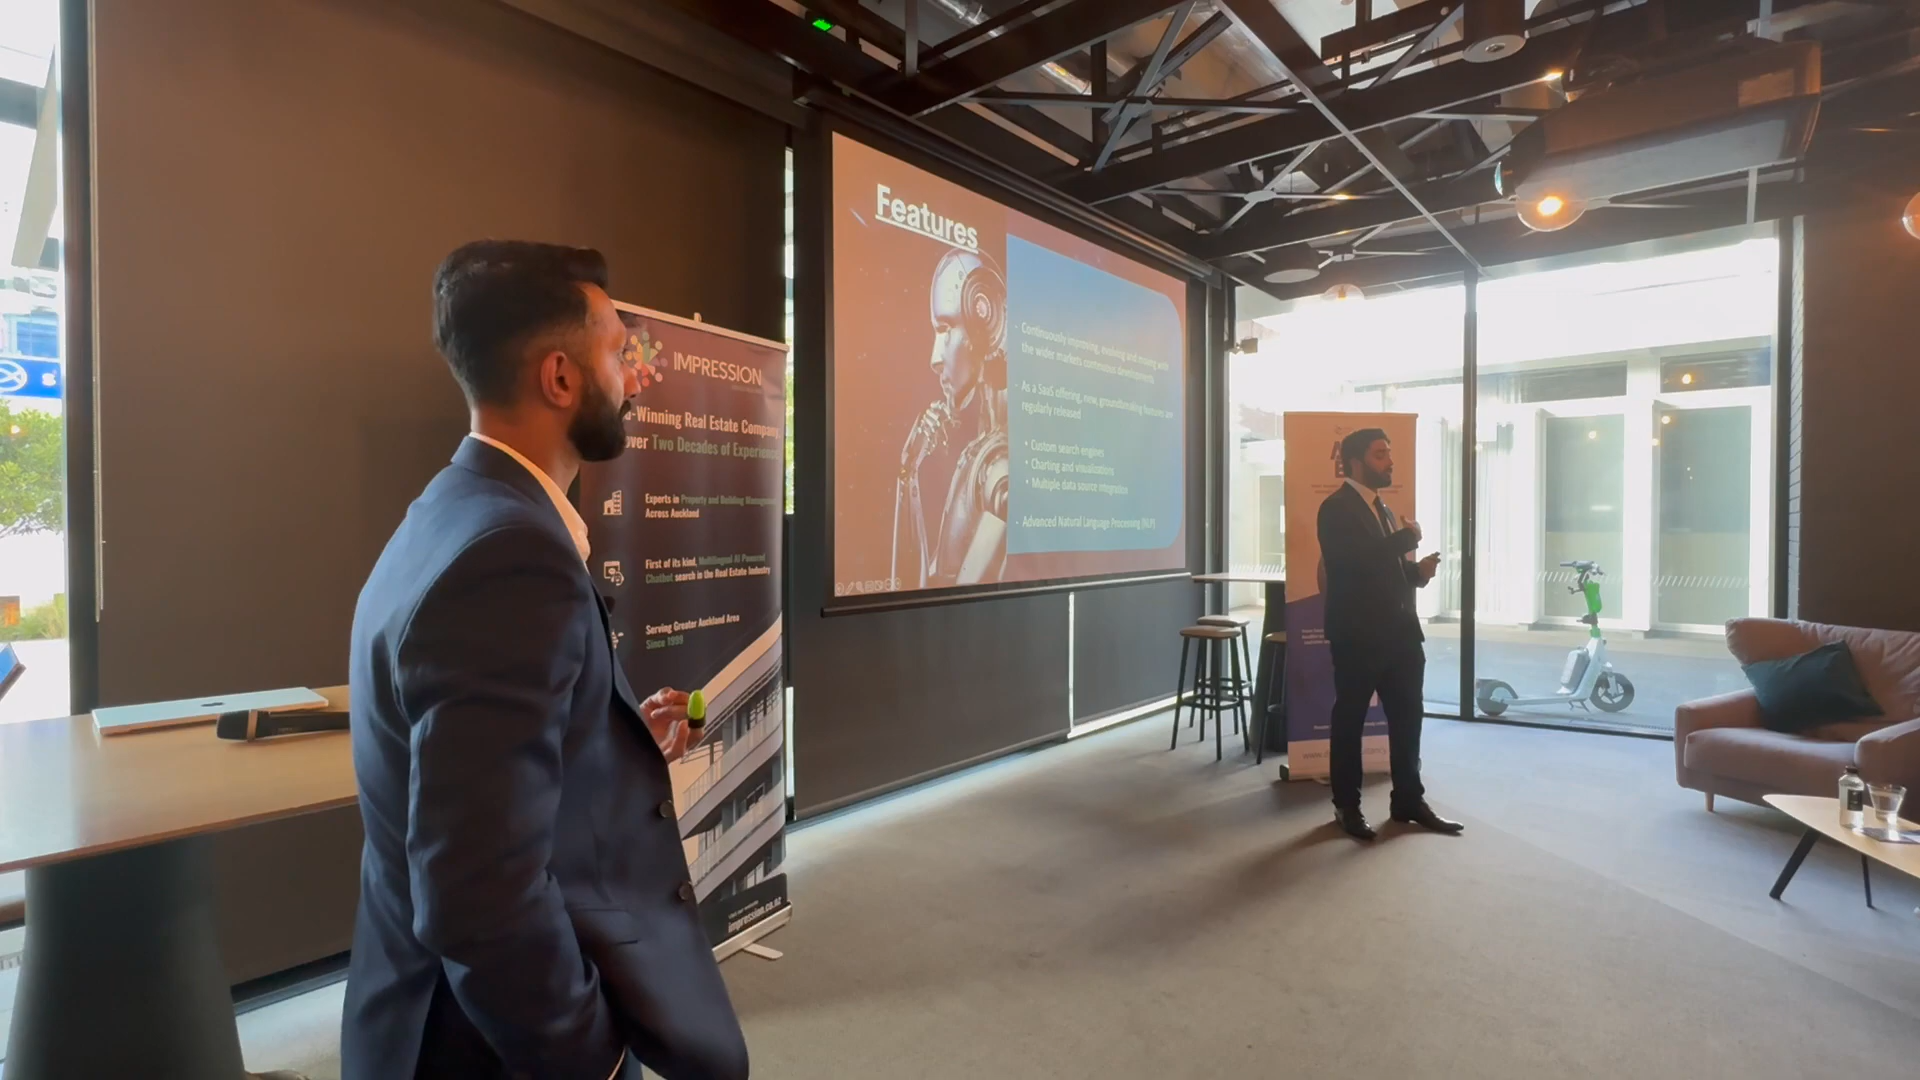 IMPRESSION
-Winning Real Estate Company
over Two Decades of Experience
Experts in Property and Building Management
Across Auckland
First of its kind, Multilingual AI Powered
Chatbot search in the Real Estate Industry
Serving Greater Auckland Area
Since 1999
impression.co.nz
Features
- Continuously improving, evolving and moving with
the wider markets continuous developments
- As a SaaS offering, new, groundbreaking features are
regularly released
• Custom search engines
• Charting and visualizations
• Multiple data source integration
- Advanced Natural Language Processing (NLP)